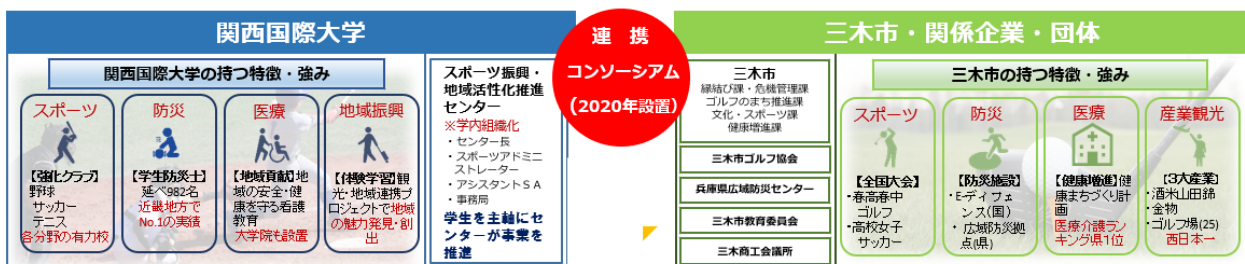 関西国際大学
関西国際大学の持つ特徴・強み
スポーツ
【強化クラブ】
野球
サッカー
テニス
各分野の有力校
防災
【学生防災士】
延べ982名
近畿地方で
No.1の実績
医療
【地域貢献】地
域の安全・健
康を守る看護
教育
大学院も設置
地域振興
【体験学習】観
光・地域連携プ
ロジェクトで地域
の魅力発見・創
出
スポーツ振興・
地域活性化推進
センター
※学内組織化
・センター長
・スポーツアドミニ
ストレーター
・アシスタントSA
・事務局
学生を主軸にセ
ンターが事業を
推進
連 携
コンソーシアム
(2020年設置)
三木市・関係企業・団体
三木市
縁結び課・危機管理課
ゴルフのまち推進課
文化・スポーツ課
健康増進課
三木市ゴルフ協会
兵庫県広域防災センター
三木市教育委員会
三木商工会議所
三木市の持つ特徴・強み
スポーツ
【全国大会】
・春高春中
ゴルフ
・高校女子
サッカー
防災
【防災施設】
・E-ディフェ
ンス(国)
・広域防災拠
点(県)
医療
【健康増進】健
康まちづくり計
画
医療介護ラン
キング県1位
産業観光
【3大産業】
・酒米山田錦
・金物
・ゴルフ場(25)
西日本一